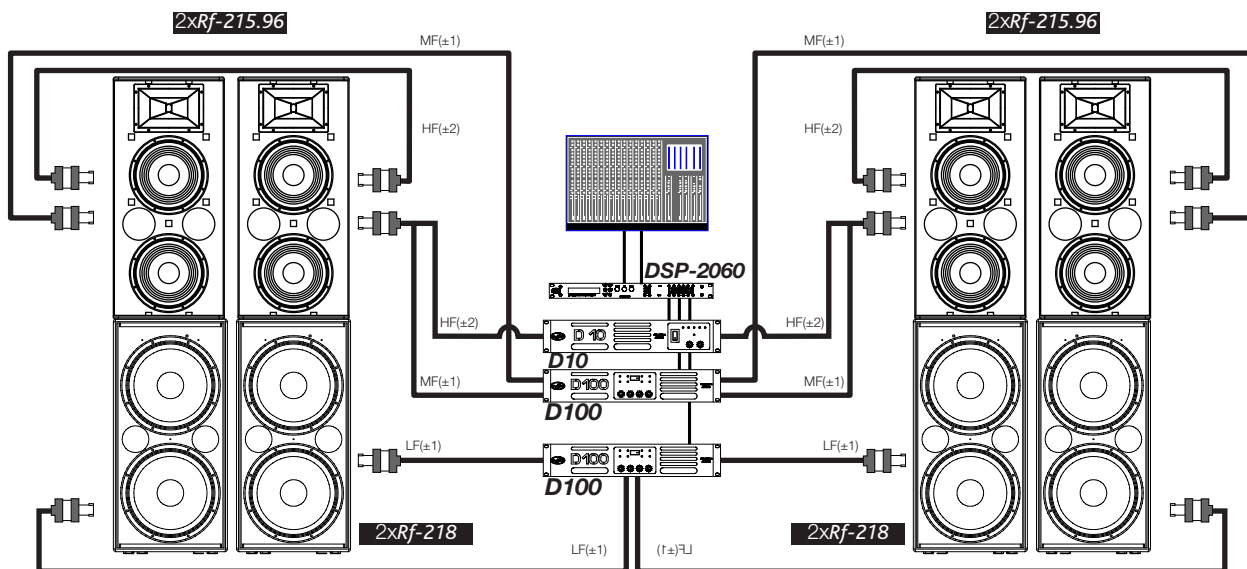 2xRf-215.96
2xRf-215.96
MF(±1)
MF(±1)
HF(±2)
HF(±2)
DSP-2060
HF(±2)
D 10
HF(±2)
D10
MF(±1)
D100
MF(±1)
D100
LF(±1)
D100
LF(±1)
D100
2xRf-218
2xRf-218
LF(±1)
LF(±1)